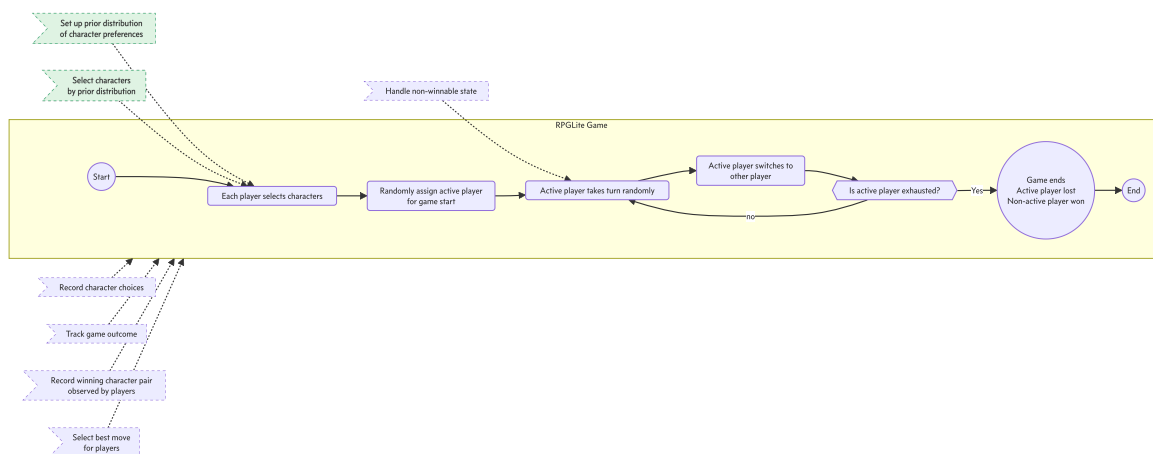 Set up prior distribution
of character preferences
Select characters
by prior distribution
Handle non-winnable state
RPGLite Game
Start
Each player selects characters
Randomly assign active player
for game start
Active player takes turn randomly
Active player switches to
other player
Is active player exhausted?
Yes
no
Game ends
Active player lost
Non-active player won
End
Record character choices
Track game outcome
Record winning character pair
observed by players
Select best move
for players